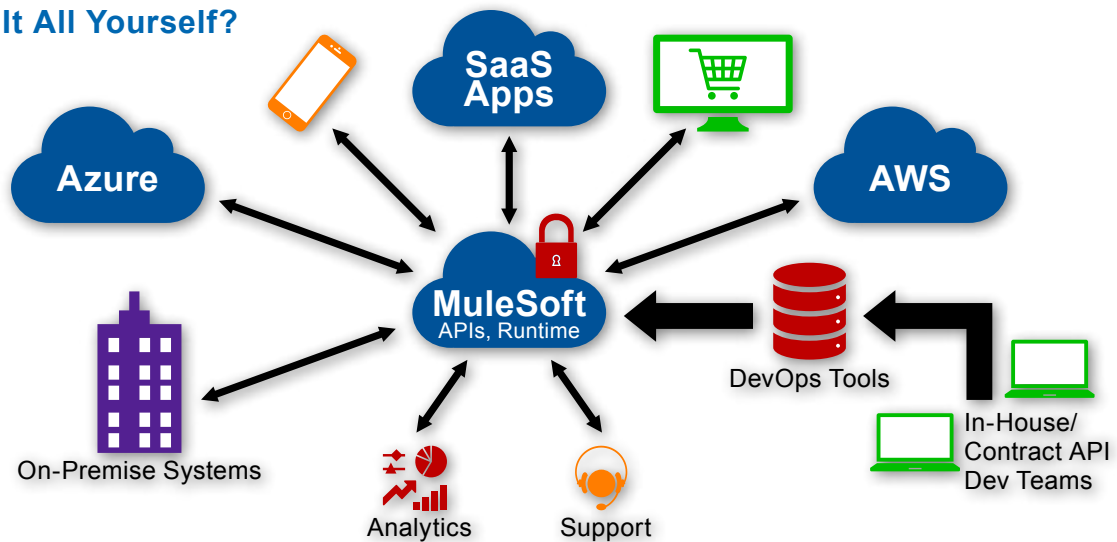 It All Yourself?
SaaS
Apps
Azure
AWS
MuleSoft
APIs, Runtime
DevOps Tools
On-Premise Systems
In-House/
Contract API
Dev Teams
Analytics
Support